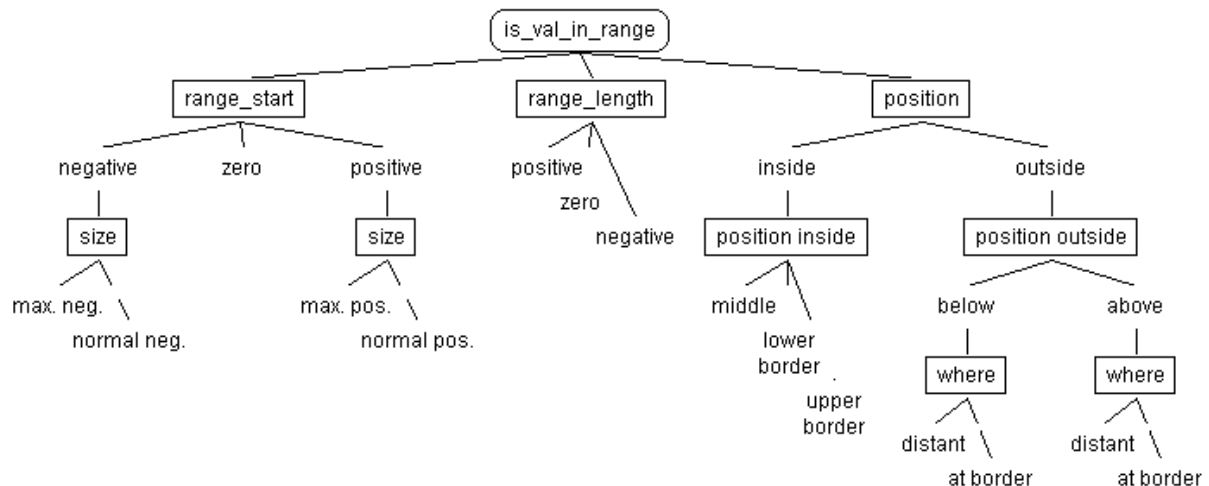 is_val_in_range
range_start
range_length
position
negative
zero
positive
positive
zero
negative
inside
outside
size
size
position inside
position outside
max. neg.
normal neg.
max. pos.
normal pos.
middle
lower
border
upper
border
below
above
where
where
distant
at border
distant
at border